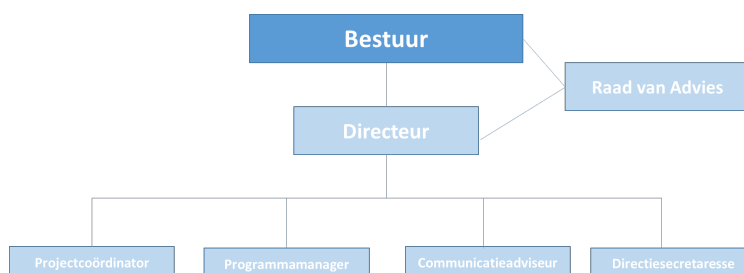 Bestuur
Raad van Advies
Directeur
Projectcoördinator
Programmamanager
Communicatieadviseur
Directiesecretaresse